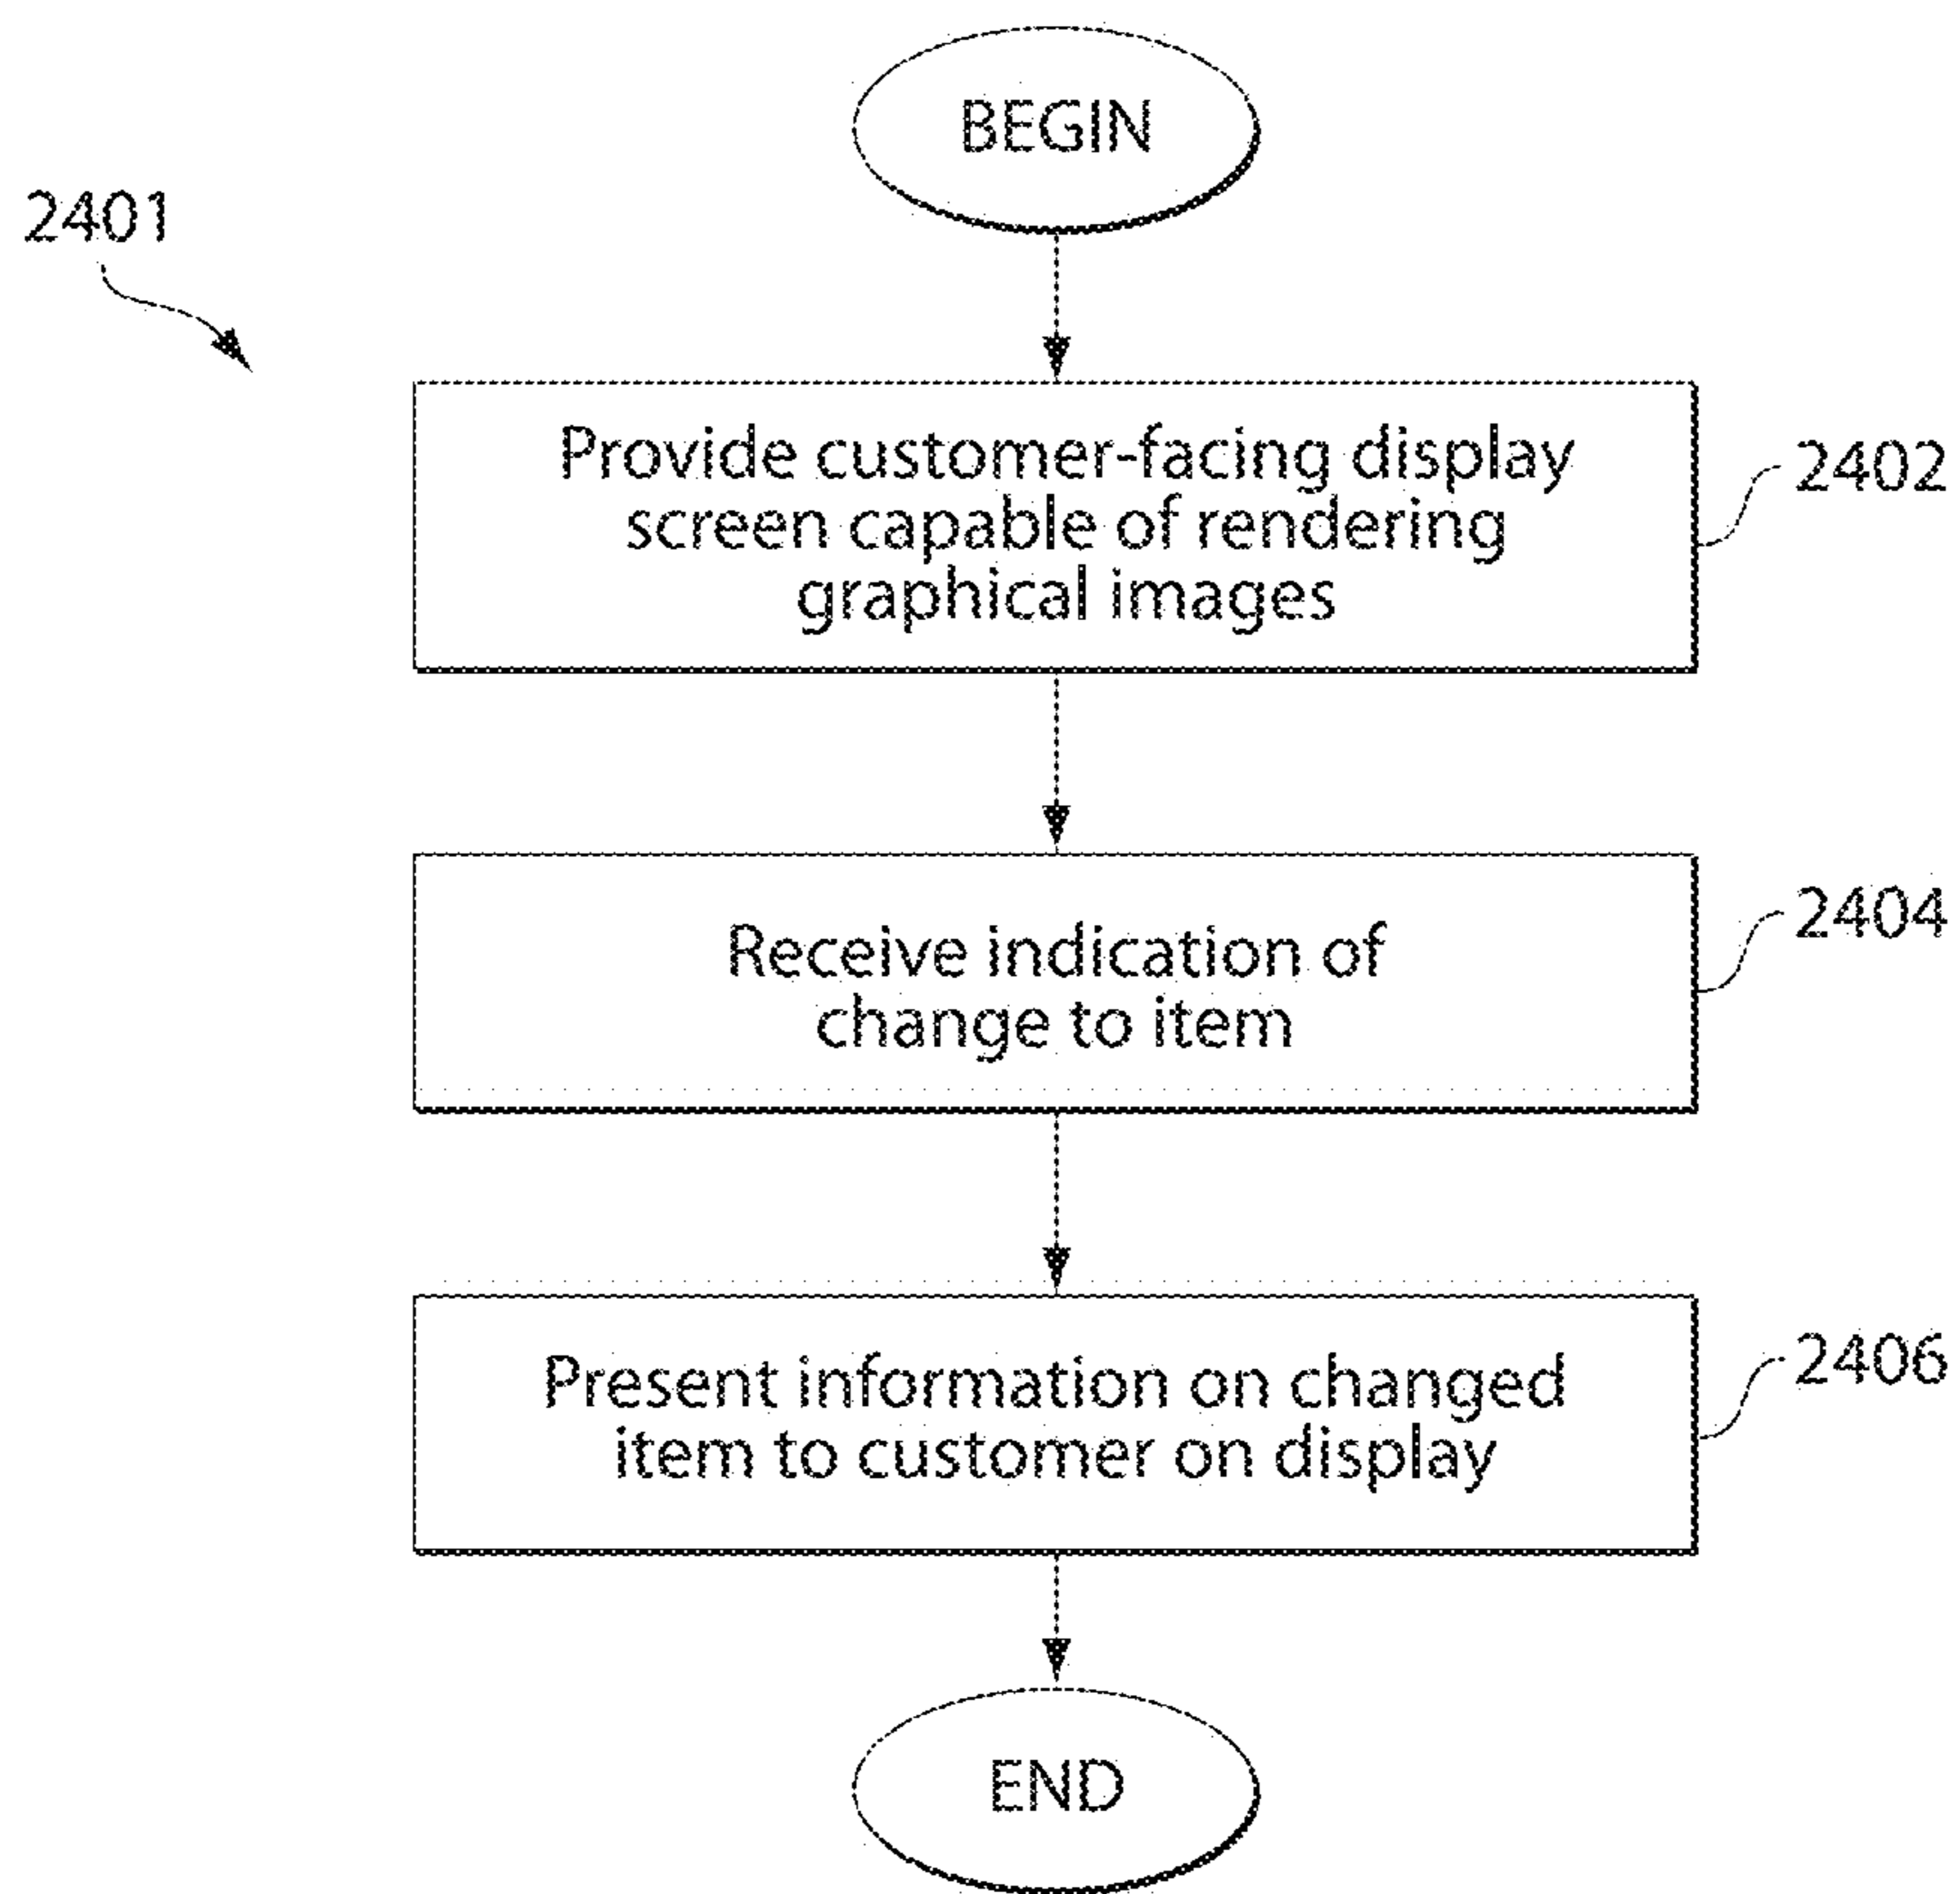 BEGIN
2401
Provide customer-facing display
screen capable of rendering
graphical images
2402
Receive indication of
change to item
2404
Present information on changed
item to customer on display
2406
END